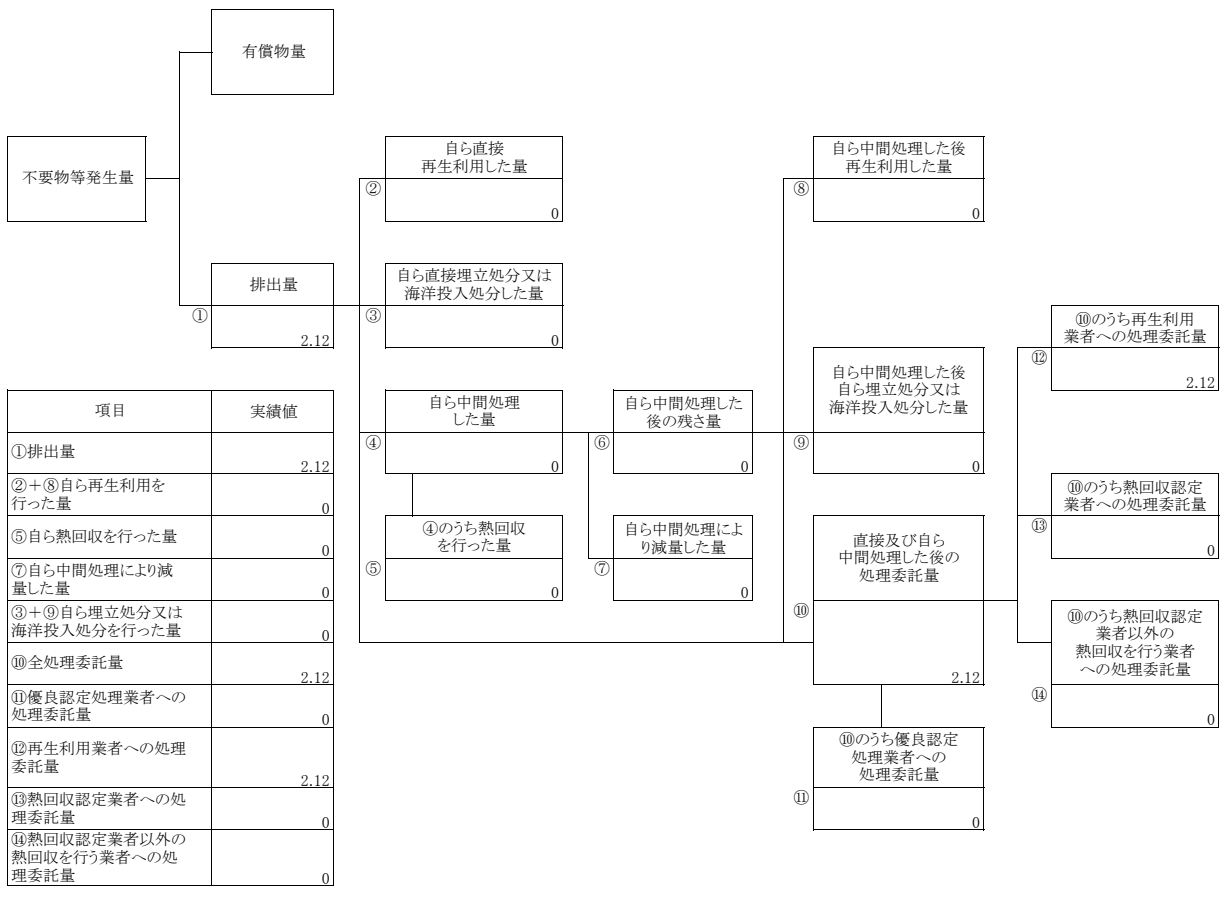 有償物量
不要物等発生量
自ら直接
再生利用した量
②
0
自ら中間処理した後
再生利用した量
⑧
0
排出量
①
2.12
自ら直接埋立処分又は
海洋投入処分した量
③
0
⑩のうち再生利用
業者への処理委託量
⑫
2.12
自ら中間処理
した量
④
0
自ら中間処理した
後の残さ量
⑥
0
自ら中間処理した後
自ら埋立処分又は
海洋投入処分した量
⑨
0
⑩のうち熱回収認定
業者への処理委託量
⑬
0
④のうち熱回収
を行った量
⑤
0
自ら中間処理によ
り減量した量
⑦
0
直接及び自ら
中間処理した後の
処理委託量
⑩
2.12
⑩のうち熱回収認定
業者以外の
熱回収を行う業者
への処理委託量
⑭
0
⑩のうち優良認定
処理業者への
処理委託量
⑪
0
項目 実績値
①排出量
2.12
②+⑧自ら再生利用を
行った量
0
⑤自ら熱回収を行った量
0
⑦自ら中間処理により減
量した量
0
③+⑨自ら埋立処分又は
海洋投入処分を行った量
0
⑩全処理委託量
2.12
⑪優良認定処理業者への
処理委託量
0
⑫再生利用業者への処理
委託量
2.12
⑬熱回収認定業者への処
理委託量
0
⑭熱回収認定業者以外の
熱回収を行う業者への処
理委託量
0